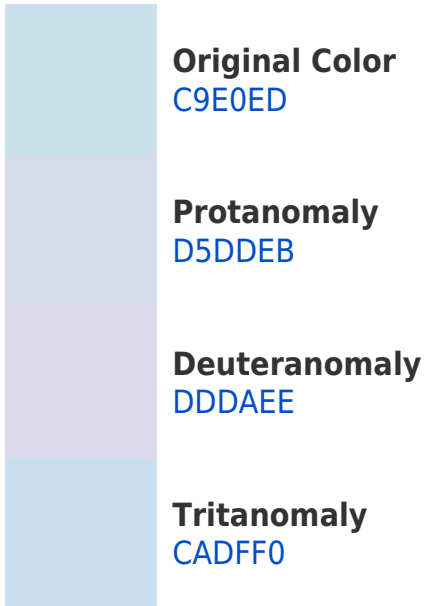 Original Color
C9E0ED
Protanomaly
D5DDEB
Deuteranomaly
DDDAEE
Tritanomaly
CADFF0